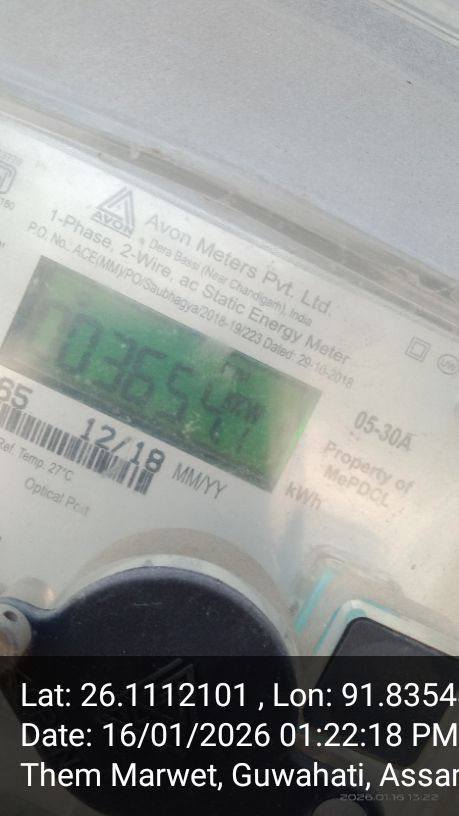 AVON
Avon Meters Pvt. Ltd.
Dera Bassi (Near Chandigarh), India
1-Phase, 2-Wire, ac Static Energy Meter
P.O. No.: ACE(MM)/PO/Saubhagya/2018-19/223 Dated: 29-10-2018
05-30A
65
12/18 MM/YY
kWh
Property of
MePDCL
Ref. Temp. 27°C
Optical Port
Lat: 26.1112101 , Lon: 91.8354
Date: 16/01/2026 01:22:18 PM
Them Marwet, Guwahati, Assam
2026.01.16 13:22